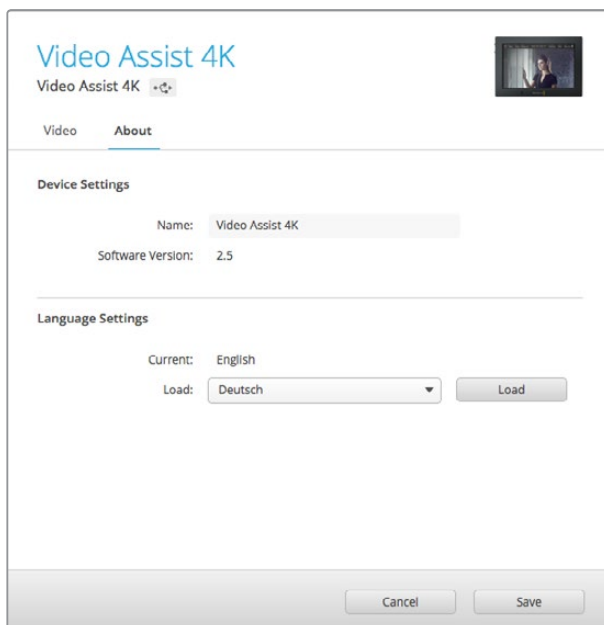 Video Assist 4K
Video Assist 4K
Video About
Device Settings
Name: Video Assist 4K
Software Version: 2.5
Language Settings
Current: English
Load: Deutsch Load
Cancel Save